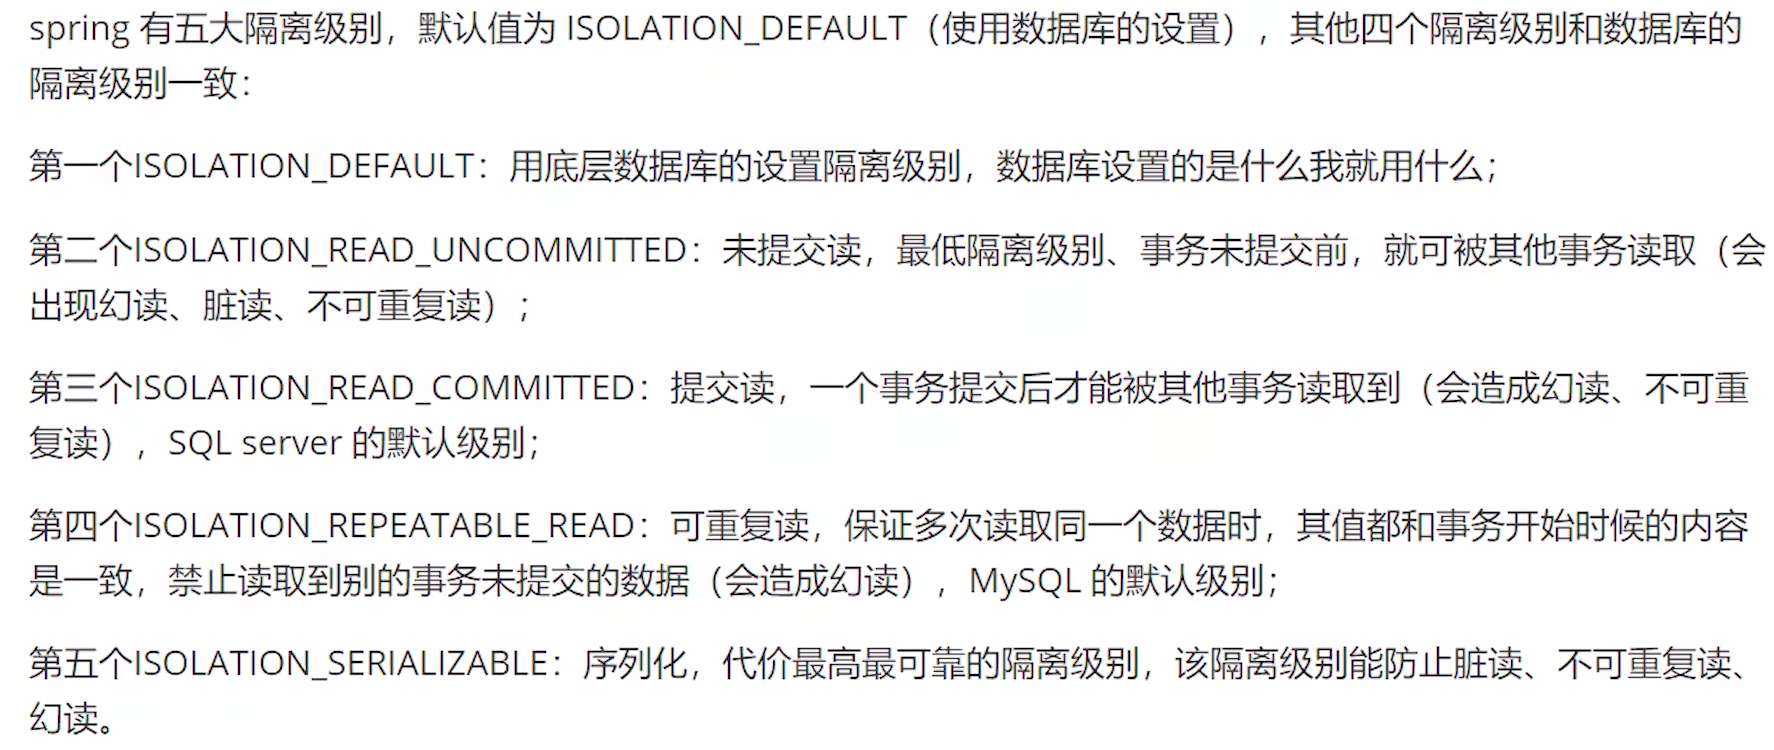 spring 有五大隔离级别，默认值为 ISOLATION_DEFAULT（使用数据库的设置），其他四个隔离级别和数据库的
隔离级别一致：
第一个ISOLATION_DEFAULT：用底层数据库的设置隔离级别，数据库设置的是什么我就用什么；
第二个ISOLATION_READ_UNCOMMITTED：未提交读，最低隔离级别、事务未提交前，就可被其他事务读取（会
出现幻读、脏读、不可重复读）；
第三个ISOLATION_READ_COMMITTED：提交读，一个事务提交后才能被其他事务读取到（会造成幻读、不可重
复读），SQL server 的默认级别；
第四个ISOLATION_REPEATABLE_READ：可重复读，保证多次读取同一个数据时，其值都和事务开始时候的内容
是一致，禁止读取到别的事务未提交的数据（会造成幻读），MySQL 的默认级别；
第五个ISOLATION_SERIALIZABLE：序列化，代价最高最可靠的隔离级别，该隔离级别能防止脏读、不可重复读、
幻读。